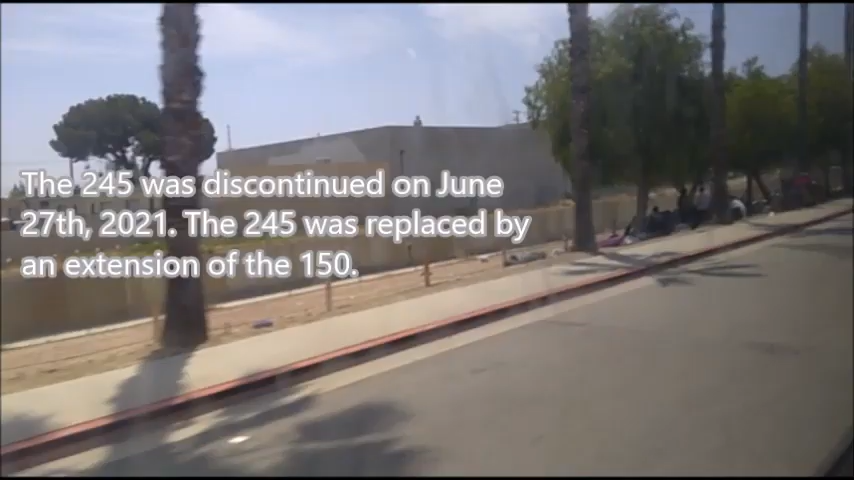 The 245 was discontinued on June
27th, 2021. The 245 was replaced by
an extension of the 150.